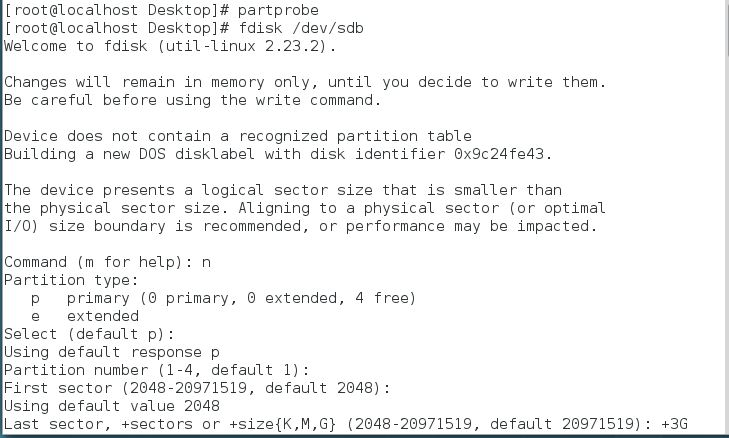 [root@localhost Desktop]# partprobe
[root@localhost Desktop]# fdisk /dev/sdb
Welcome to fdisk (util-linux 2.23.2).

Changes will remain in memory only, until you decide to write them.
Be careful before using the write command.

Device does not contain a recognized partition table
Building a new DOS disklabel with disk identifier 0x9c24fe43.

The device presents a logical sector size that is smaller than
the physical sector size. Aligning to a physical sector (or optimal
I/O) size boundary is recommended, or performance may be impacted.

Command (m for help): n
Partition type:
   p   primary (0 primary, 0 extended, 4 free)
   e   extended
Select (default p):
Using default response p
Partition number (1-4, default 1):
First sector (2048-20971519, default 2048):
Using default value 2048
Last sector, +sectors or +size{K,M,G} (2048-20971519, default 20971519): +3G